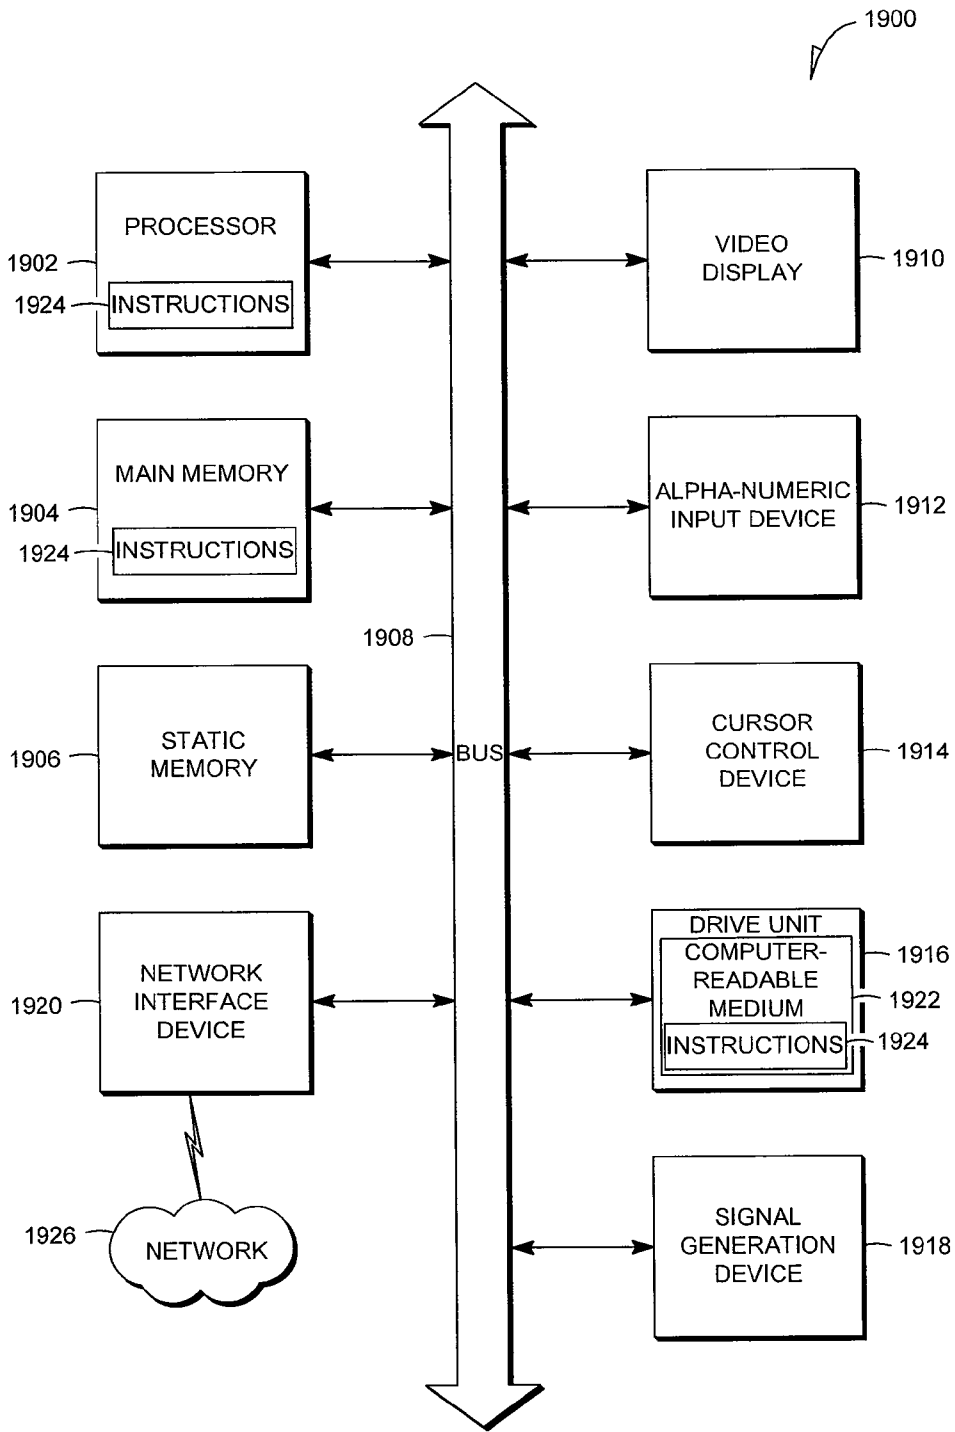 1900
PROCESSOR
1902
1924
INSTRUCTIONS
MAIN MEMORY
1904
1924
INSTRUCTIONS
1908
STATIC
MEMORY
1906
BUS
NETWORK
INTERFACE
DEVICE
1920
1926
NETWORK
VIDEO
DISPLAY
1910
ALPHA-NUMERIC
INPUT DEVICE
1912
CURSOR
CONTROL
DEVICE
1914
DRIVE UNIT
COMPUTER-
READABLE
MEDIUM
1916
1922
INSTRUCTIONS
1924
SIGNAL
GENERATION
DEVICE
1918